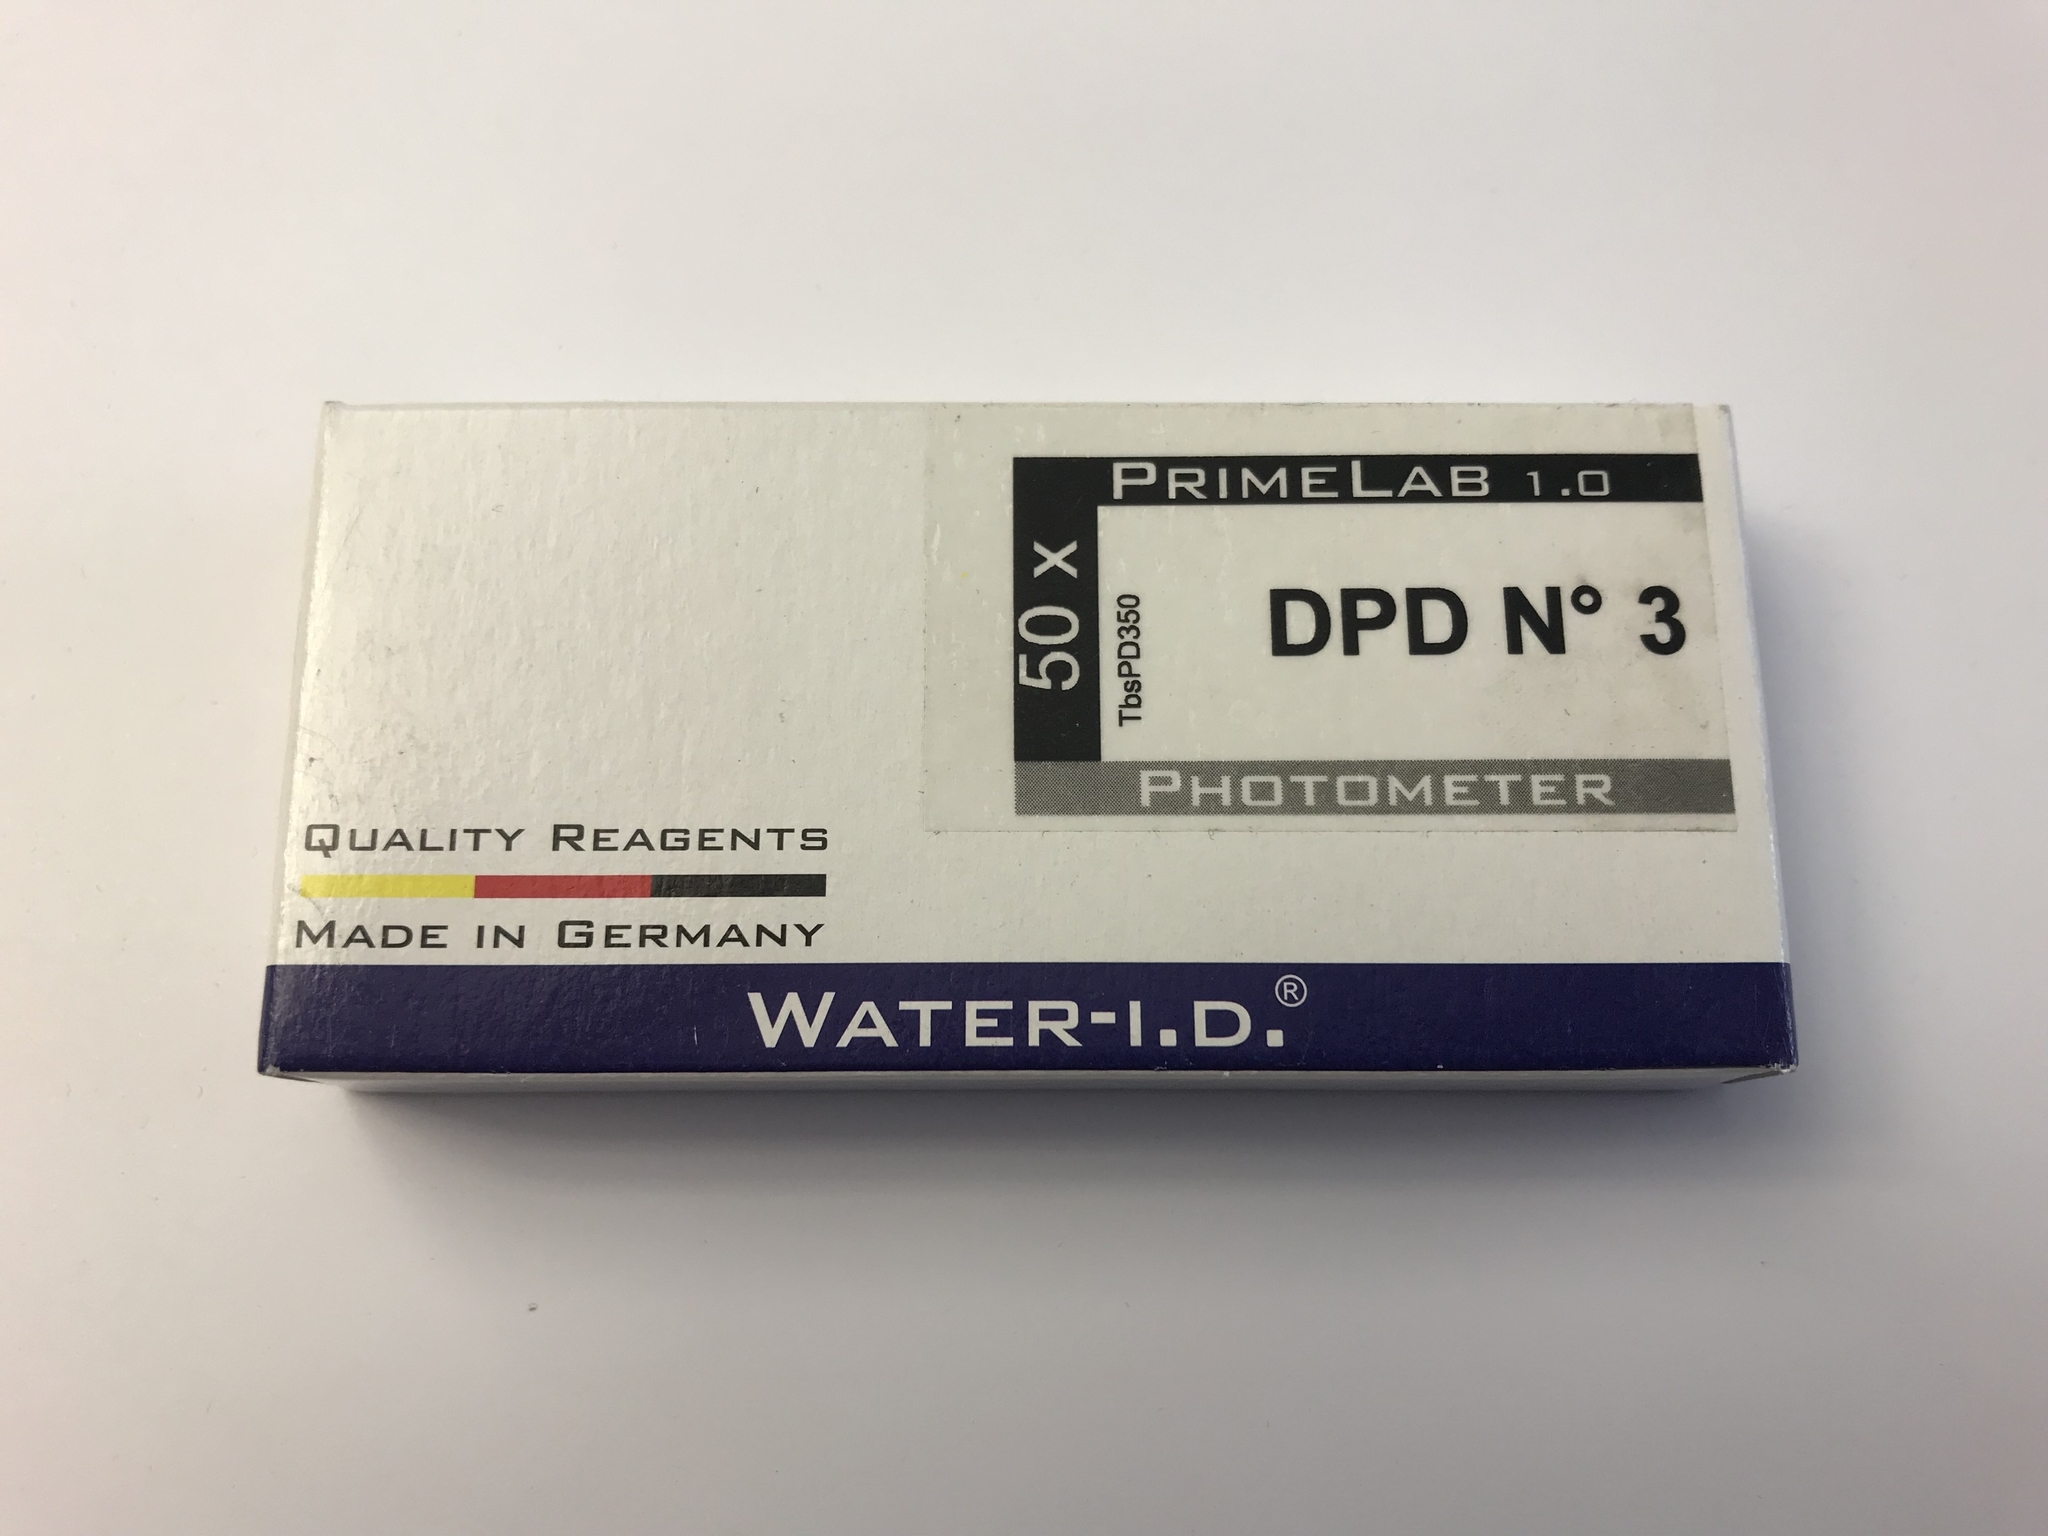 PRIMELAB 1.0
50 x
TbsPD350
DPD N° 3
PHOTOMETER
QUALITY REAGENTS
MADE IN GERMANY
WATER-I.D.®